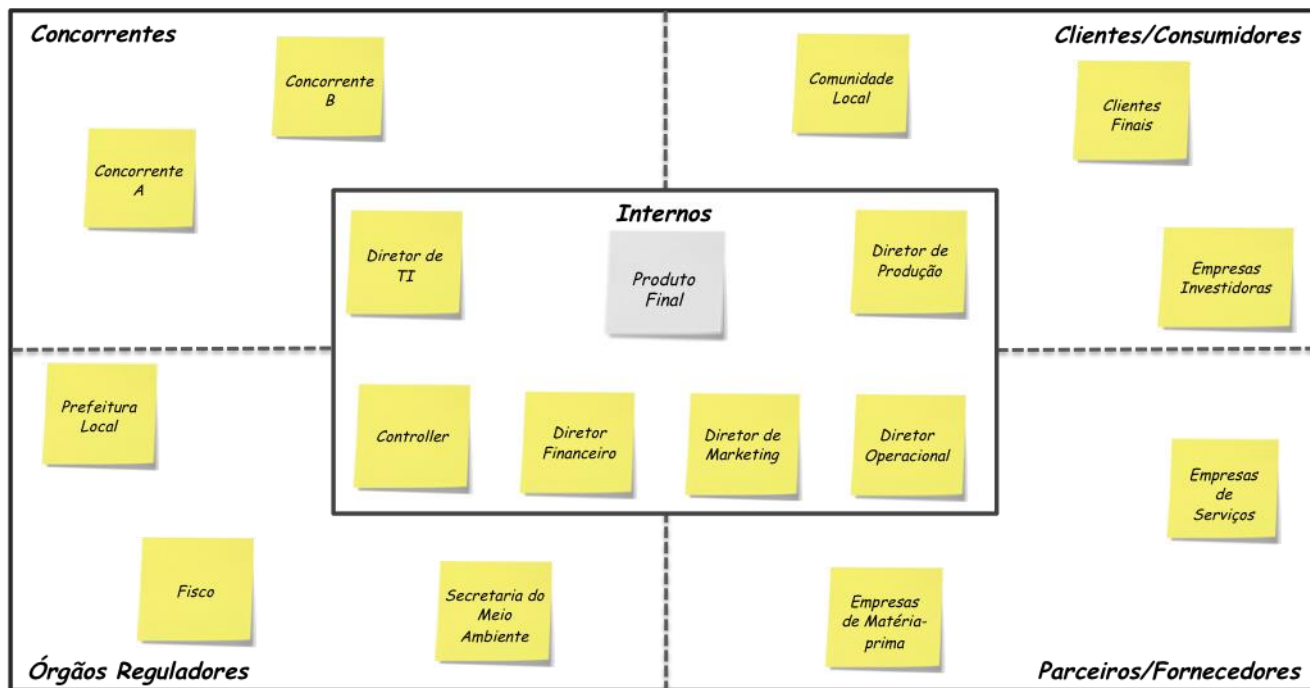 Concorrentes
Concorrente
B
Concorrente
A
Clientes/Consumidores
Comunidade
Local
Clientes
Finais
Empresas
Investidoras
Internos
Diretor de
TI
Produto
Final
Diretor de
Produção
Controller
Diretor
Financeiro
Diretor de
Marketing
Diretor
Operacional
Prefeitura
Local
Fisco
Secretaria do
Meio
Ambiente
Órgãos Reguladores
Empresas
de
Serviços
Empresas
de Matéria-
prima
Parceiros/Fornecedores